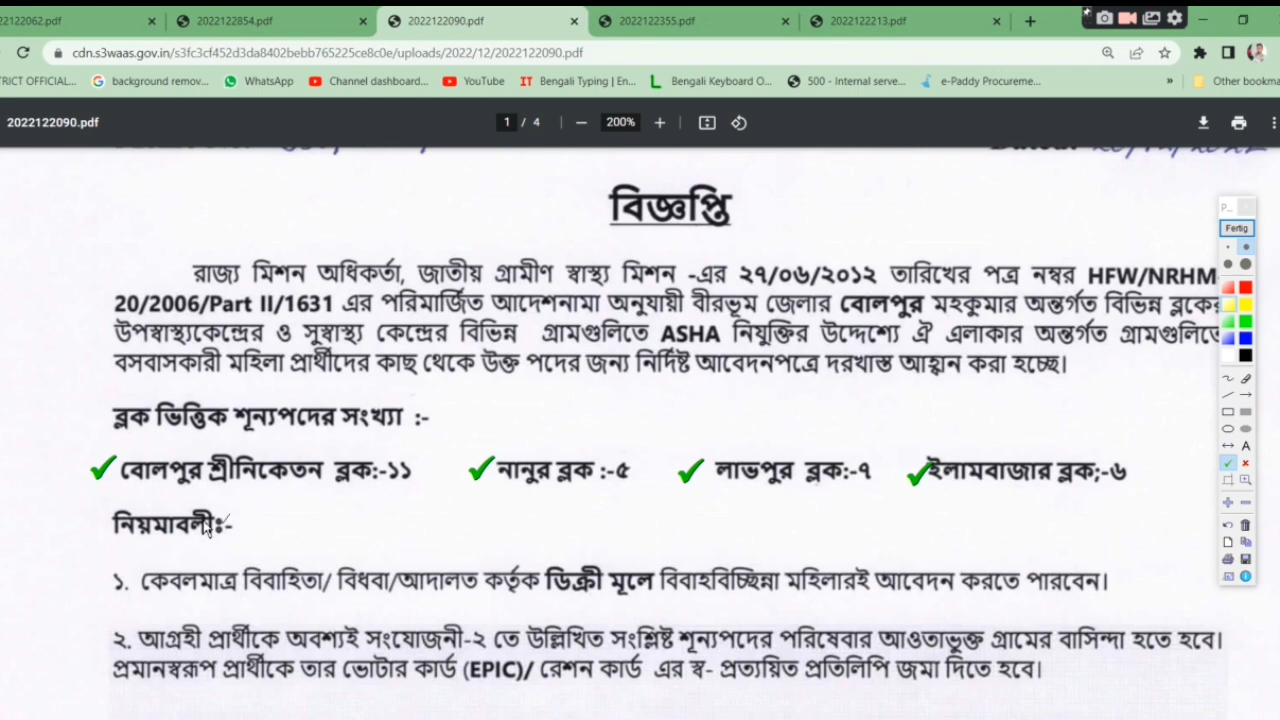 22122062.pdf × 2022122854.pdf × 2022122090.pdf × 2022122355.pdf × 2022122213.pdf × +
cdn.s3waas.gov.in/s3fc3cf452d3da8402bebb765225ce8c0e/uploads/2022/12/2022122090.pdf
RICT OFFICIAL... background remov... WhatsApp Channel dashboard... YouTube IT Bengali Typing | En... Bengali Keyboard O... 500 - Internal serve... e-Paddy Procureme... » Other bookma
2022122090.pdf 1 / 4 200%
বিজ্ঞপ্তি
P...
Fertig
রাজ্য মিশন অধিকর্তা, জাতীয় গ্রামীণ স্বাস্থ্য মিশন -এর ২৭/০৬/২০১২ তারিখের পত্র নম্বর HFW/NRHM
20/2006/Part II/1631 এর পরিমার্জিত আদেশনামা অনুযায়ী বীরভূম জেলার বোলপুর মহকুমার অন্তর্গত বিভিন্ন ব্লকের
উপস্বাস্থ্যকেন্দ্রের ও সুস্বাস্থ্য কেন্দ্রের বিভিন্ন গ্রামগুলিতে ASHA নিযুক্তির উদ্দেশ্যে ঐ এলাকার অন্তর্গত গ্রামগুলিতে
বসবাসকারী মহিলা প্রার্থীদের কাছ থেকে উক্ত পদের জন্য নির্দিষ্ট আবেদনপত্রে দরখাস্ত আহ্বান করা হচ্ছে।
ব্লক ভিত্তিক শূন্যপদের সংখ্যা :-
বোলপুর শ্রীনিকেতন ব্লক:-১১ নানুর ব্লক :-৫ লাভপুর ব্লক:-৭ ইলামবাজার ব্লক;-৬
নিয়মাবলীঃ-
১. কেবলমাত্র বিবাহিতা/ বিধবা/আদালত কর্তৃক ডিক্রী মূলে বিবাহবিচ্ছিন্না মহিলারই আবেদন করতে পারবেন।
২. আগ্রহী প্রার্থীকে অবশ্যই সংযোজনী-২ তে উল্লিখিত সংশ্লিষ্ট শূন্যপদের পরিষেবার আওতাভুক্ত গ্রামের বাসিন্দা হতে হবে।
প্রমানস্বরূপ প্রার্থীকে তার ভোটার কার্ড (EPIC)/ রেশন কার্ড এর স্ব- প্রত্যয়িত প্রতিলিপি জমা দিতে হবে।